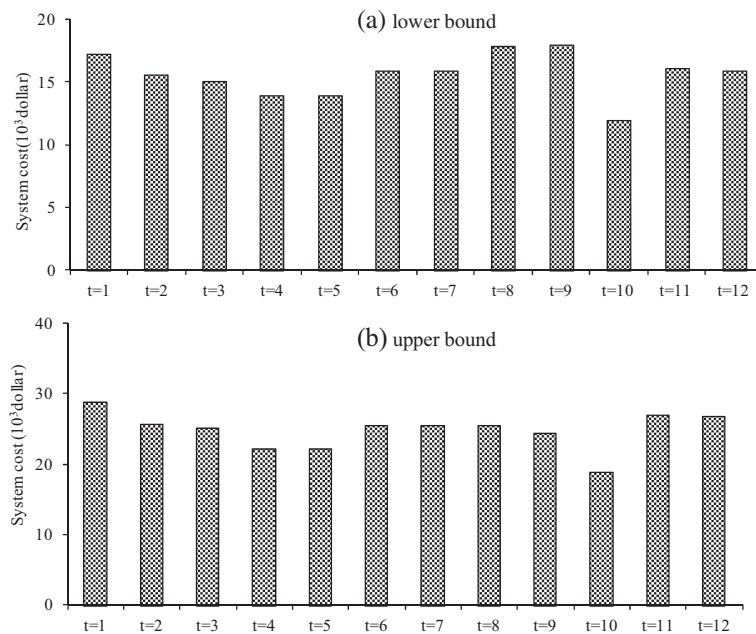 (a) lower bound
System cost(10³dollar)
20
15
10
5
0
t=1 t=2 t=3 t=4 t=5 t=6 t=7 t=8 t=9 t=10 t=11 t=12
(b) upper bound
System cost (10³dollar)
40
30
20
10
0
t=1 t=2 t=3 t=4 t=5 t=6 t=7 t=8 t=9 t=10 t=11 t=12